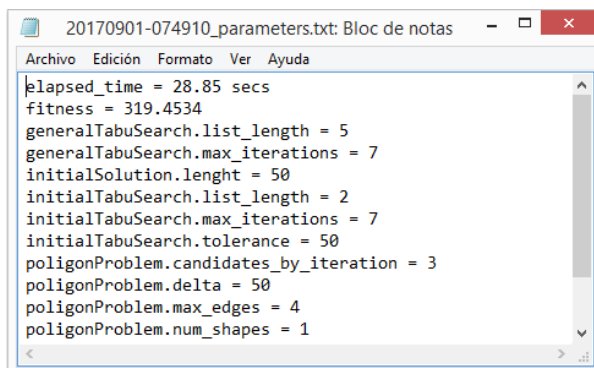 20170901-074910_parameters.txt: Bloc de notas
Archivo Edición Formato Ver Ayuda
elapsed_time = 28.85 secs
fitness = 319.4534
generalTabuSearch.list_length = 5
generalTabuSearch.max_iterations = 7
initialSolution.lenght = 50
initialTabuSearch.list_length = 2
initialTabuSearch.max_iterations = 7
initialTabuSearch.tolerance = 50
poligonProblem.candidates_by_iteration = 3
poligonProblem.delta = 50
poligonProblem.max_edges = 4
poligonProblem.num_shapes = 1